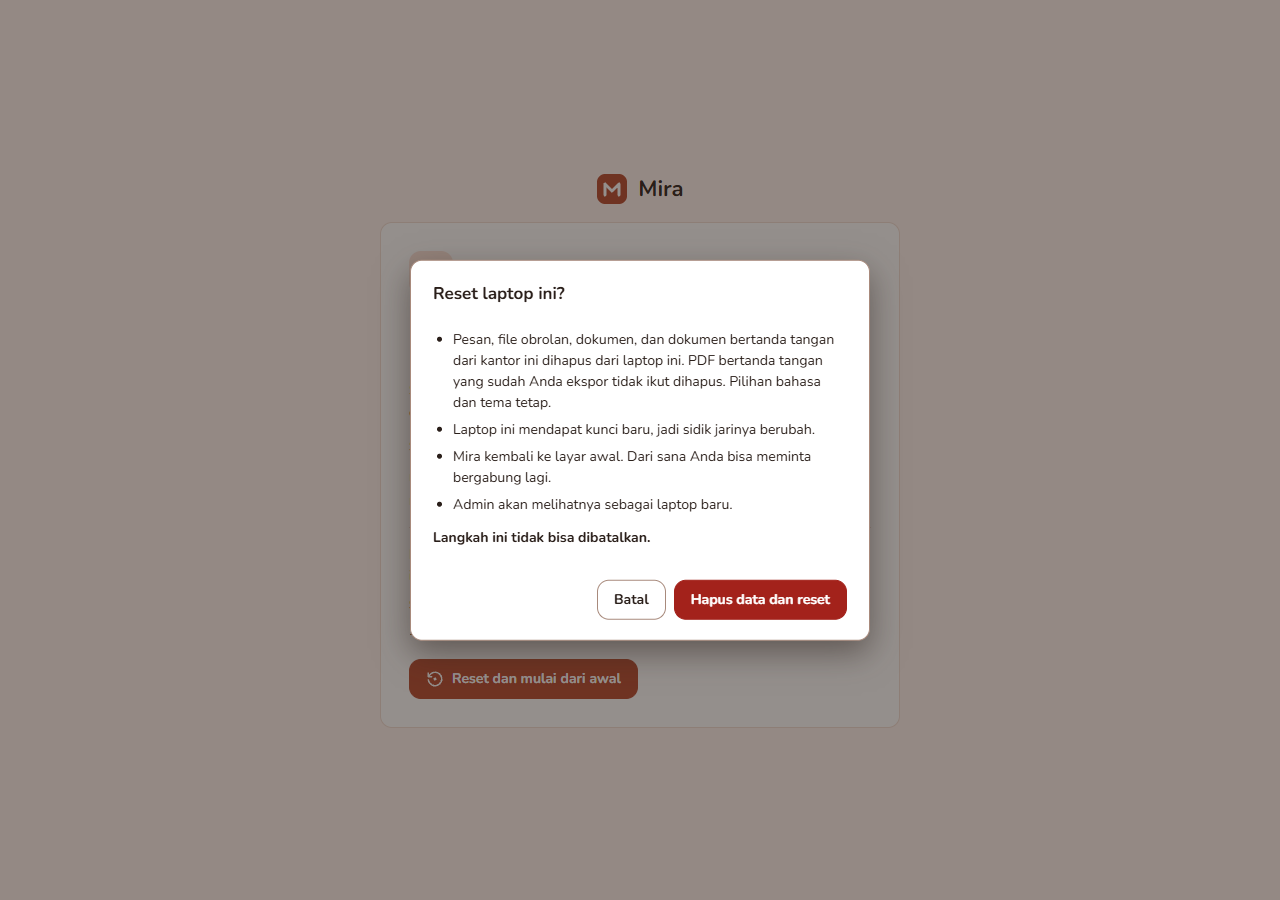 Mira
Reset laptop ini?
Pesan, file obrolan, dokumen, dan dokumen bertanda tangan
dari kantor ini dihapus dari laptop ini. PDF bertanda tangan
yang sudah Anda ekspor tidak ikut dihapus. Pilihan bahasa
dan tema tetap.
Laptop ini mendapat kunci baru, jadi sidik jarinya berubah.
Mira kembali ke layar awal. Dari sana Anda bisa meminta
bergabung lagi.
Admin akan melihatnya sebagai laptop baru.
Langkah ini tidak bisa dibatalkan.
Batal
Hapus data dan reset
Reset dan mulai dari awal